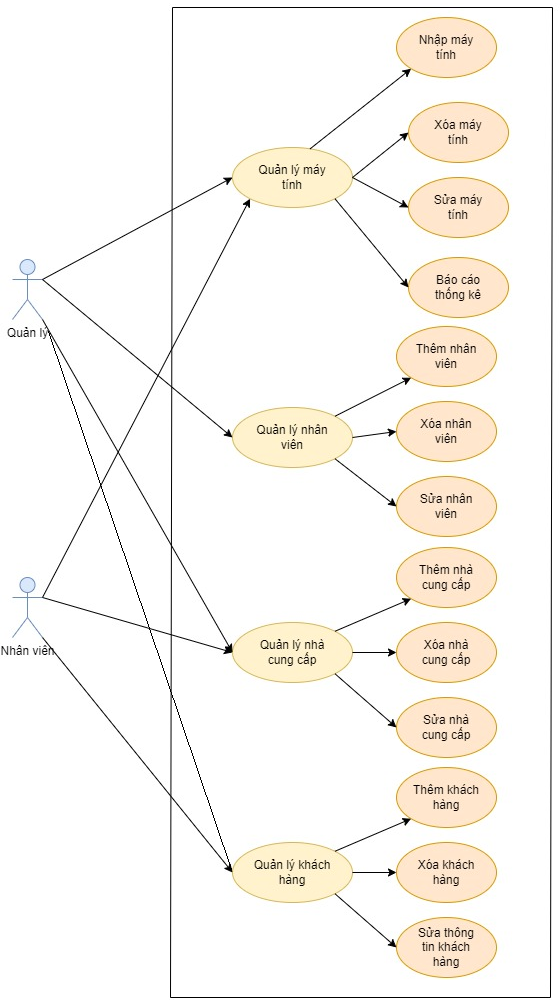 Nhập máy
tính
Xóa máy
tính
Quản lý máy
tính
Sửa máy
tính
Báo cáo
thống kê
Quản lý
Thêm nhân
viên
Quản lý nhân
viên
Xóa nhân
viên
Sửa nhân
viên
Thêm nhà
cung cấp
Nhân viên
Quản lý nhà
cung cấp
Xóa nhà
cung cấp
Sửa nhà
cung cấp
Thêm khách
hàng
Quản lý khách
hàng
Xóa khách
hàng
Sửa thông
tin khách
hàng